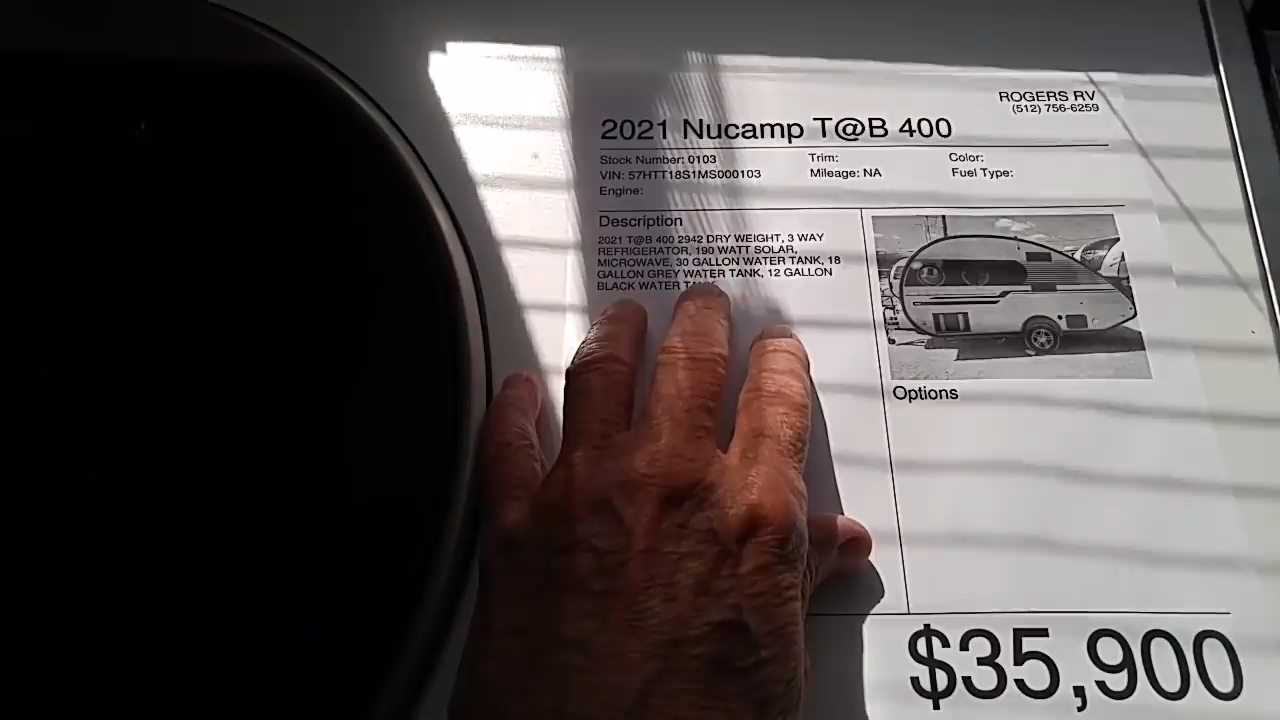 ROGERS RV
(512) 756-6259
2021 Nucamp T@B 400
Stock Number: 0103 Trim: Color:
VIN: 57HTT18S1MS000103 Mileage: NA Fuel Type:
Engine:
Description
2021 T@B 400 2942 DRY WEIGHT, 3 WAY
REFRIGERATOR, 190 WATT SOLAR,
MICROWAVE, 30 GALLON WATER TANK, 18
GALLON GREY WATER TANK, 12 GALLON
BLACK WATER TANK
Options
$35,900